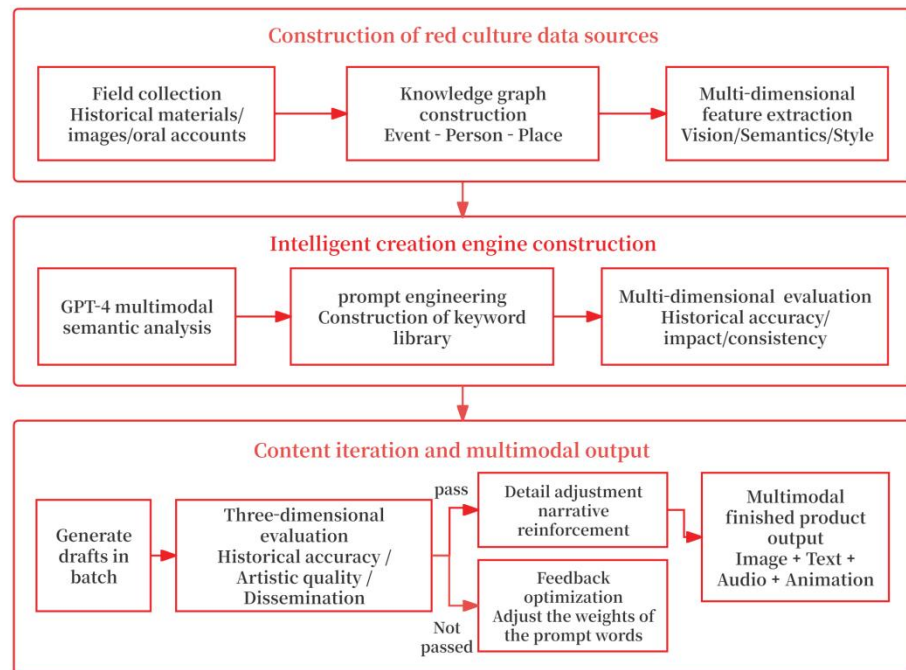 Construction of red culture data sources
Field collection
Historical materials/
images/oral accounts
Knowledge graph
construction
Event - Person - Place
Multi-dimensional
feature extraction
Vision/Semantics/Style
Intelligent creation engine construction
GPT-4 multimodal
semantic analysis
prompt engineering
Construction of keyword
library
Multi-dimensional evaluation
Historical accuracy/
impact/consistency
Content iteration and multimodal output
Generate
drafts in
batch
Three-dimensional
evaluation
Historical accuracy /
Artistic quality /
Dissemination
pass
Detail adjustment
narrative
reinforcement
Not
passed
Feedback
optimization
Adjust the weights of
the prompt words
Multimodal
finished product
output
Image + Text +
Audio + Animation